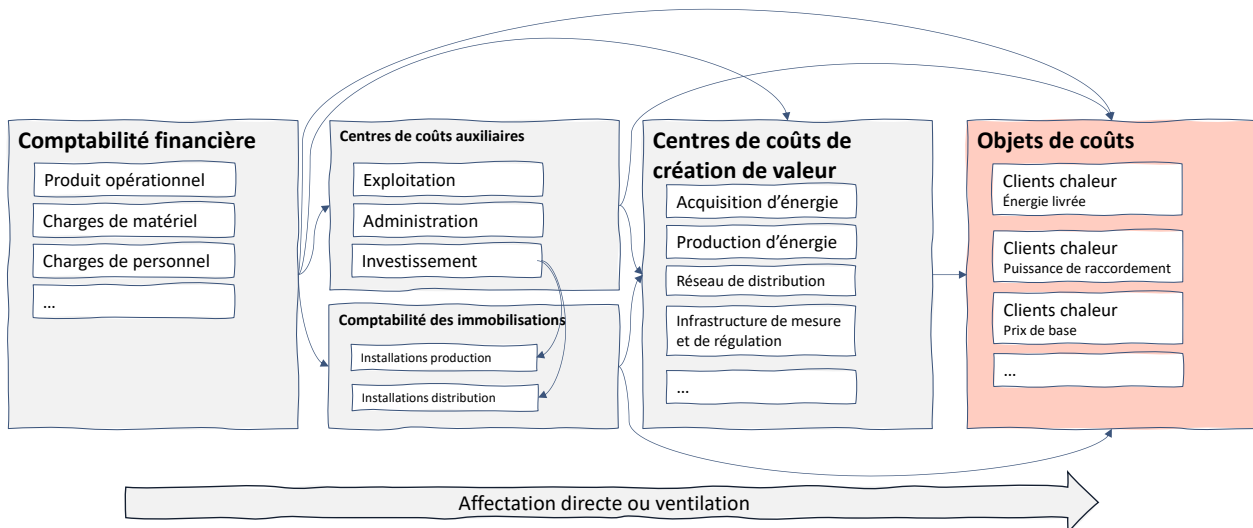 Comptabilité financière
Produit opérationnel
Charges de matériel
Charges de personnel
...
Centres de coûts auxiliaires
Exploitation
Administration
Investissement
Comptabilité des immobilisations
Installations production
Installations distribution
Centres de coûts de
création de valeur
Acquisition d’énergie
Production d’énergie
Réseau de distribution
Infrastructure de mesure
et de régulation
...
Objets de coûts
Clients chaleur
Énergie livrée
Clients chaleur
Puissance de raccordement
Clients chaleur
Prix de base
...
Affectation directe ou ventilation